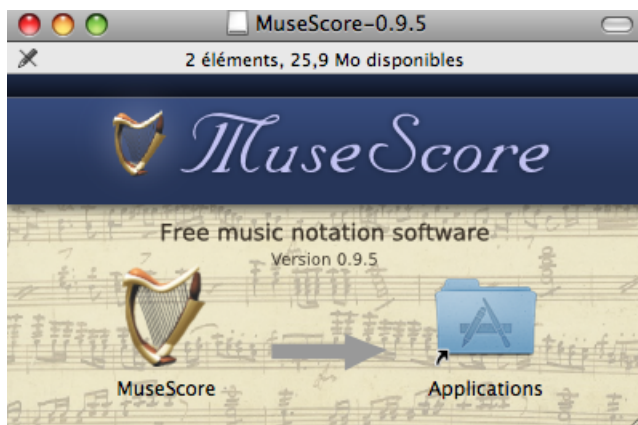 MuseScore-0.9.5
2 éléments, 25,9 Mo disponibles
MuseScore
Free music notation software
Version 0.9.5
MuseScore
Applications